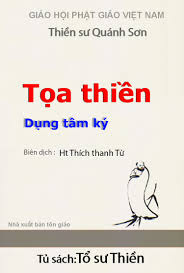 GIÁO HỘI PHẬT GIÁO VIỆT NAM
Thiền sư Quánh Sơn
Tọa thiền
Dụng tâm ký
Biên dịch : Ht Thích thanh Từ
Nhà xuất bản tôn giáo
Tủ sách:Tổ sư Thiền